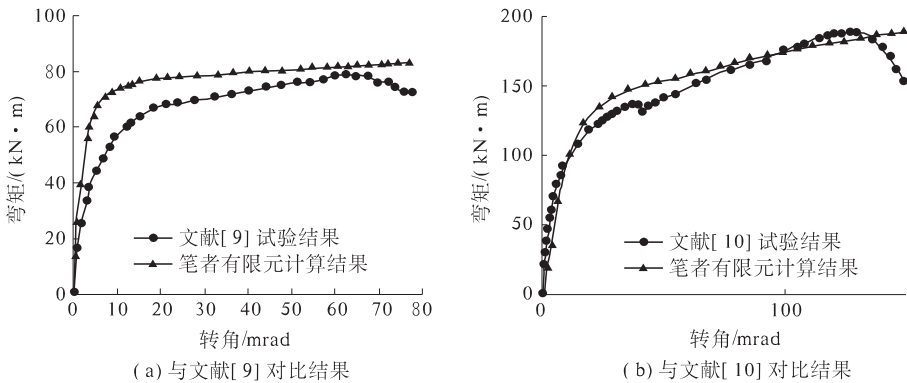 100
80
60
40
20
0
弯矩/( kN·m)
文献[ 9] 试验结果
笔者有限元计算结果
0 10 20 30 40 50 60 70 80
转角/mrad
( a) 与文献[ 9] 对比结果
200
150
100
50
0
弯矩/( kN·m)
文献[ 10] 试验结果
笔者有限元计算结果
0 100
转角/mrad
( b) 与文献[ 10] 对比结果